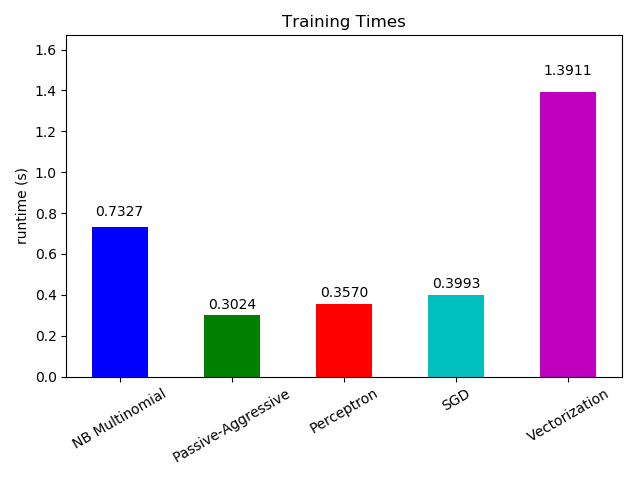 Training Times
runtime (s)
1.6
1.4
1.2
1.0
0.8
0.6
0.4
0.2
0.0
0.7327
0.3024
0.3570
0.3993
1.3911
NB Multinomial
Passive-Aggressive
Perceptron
SGD
Vectorization